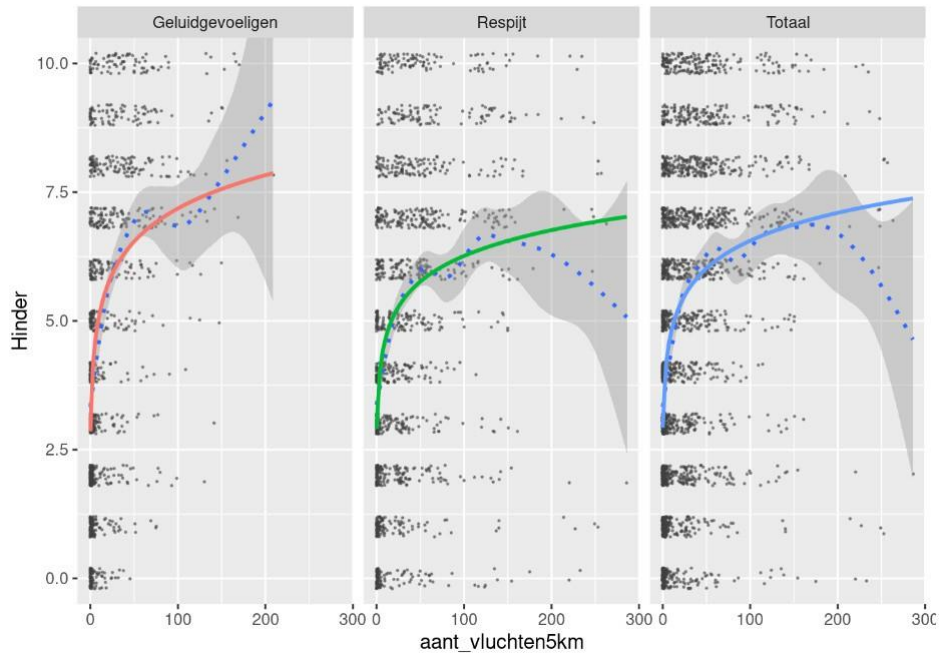 Geluidgevoeligen Respijt Totaal
10.0
7.5
5.0
2.5
0.0
Hinder
0 100 200 300 0 100 200 300 0 100 200 300
aant_vluchten5km